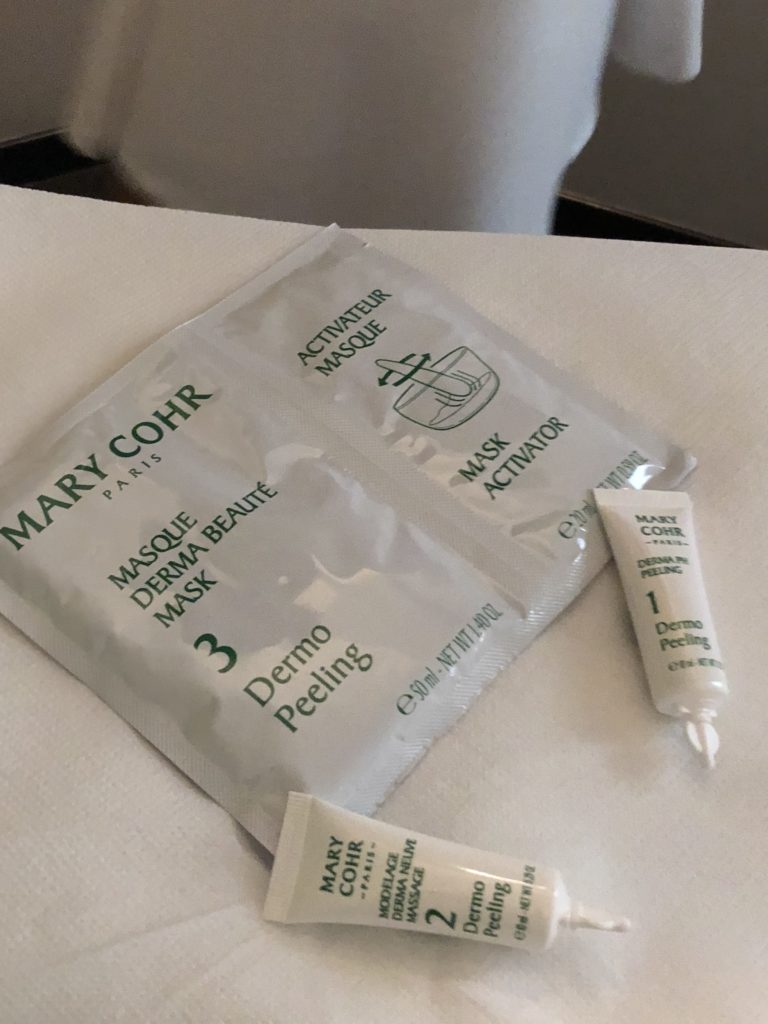 MARY COHR
PARIS
MASQUE
DERMA BEAUTÉ
MASK
3
Dermo
Peeling
e 50 ml - NET WT 1.40 OZ
ACTIVATEUR
MASQUE
MASK
ACTIVATOR
e 20 ml
MARY
COHR
–PARIS–
DERMA PH
PEELING
1
Dermo
Peeling
MARY
COHR
–PARIS–
MODELAGE
DERMA NEUVE
MASSAGE
2
Dermo
Peeling